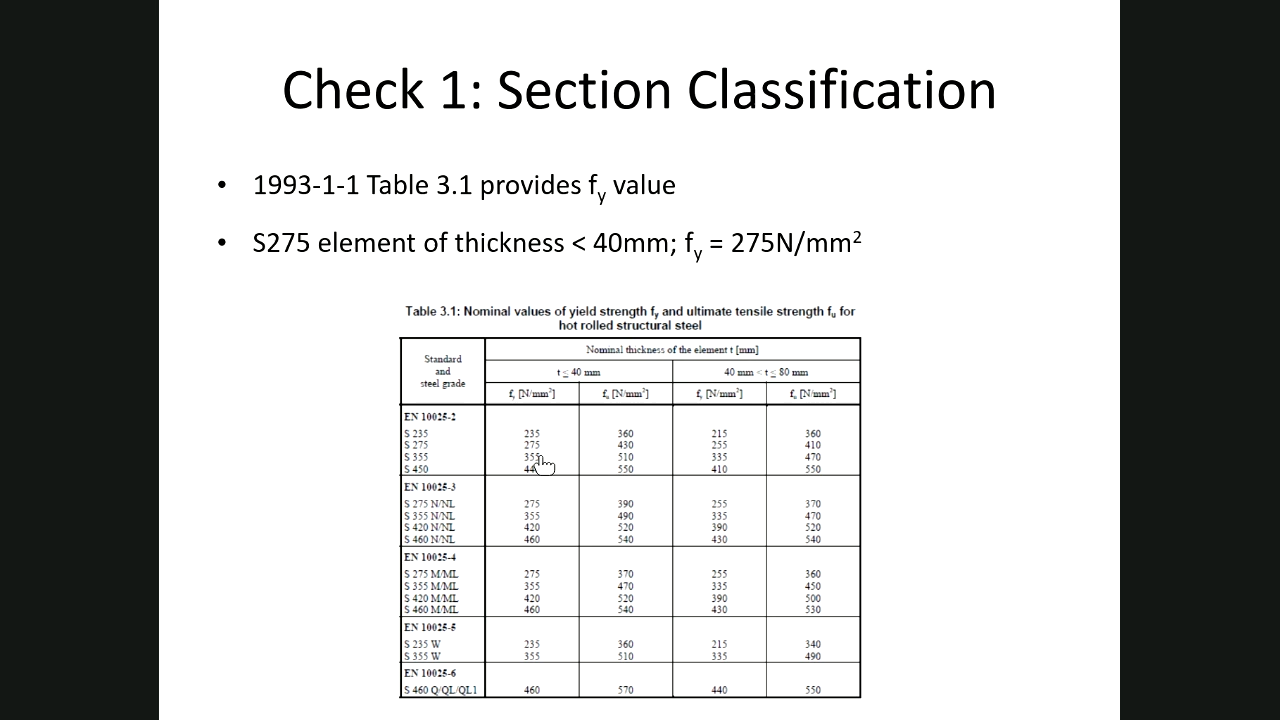 Check 1: Section Classification
• 1993-1-1 Table 3.1 provides fy value
• S275 element of thickness < 40mm; fy = 275N/mm²
Table 3.1: Nominal values of yield strength fy and ultimate tensile strength fu for
hot rolled structural steel
Standard and steel grade
Nominal thickness of the element t [mm]
t ≤ 40 mm 40 mm < t ≤ 80 mm
fy [N/mm²] fu [N/mm²] fy [N/mm²] fu [N/mm²]
EN 10025-2
S 235 235 360 215 360
S 275 275 430 255 410
S 355 355 510 335 470
S 450 550 410 550
EN 10025-3
S 275 N/NL 275 390 255 370
S 355 N/NL 355 490 335 470
S 420 N/NL 420 520 390 520
S 460 N/NL 460 540 430 540
EN 10025-4
S 275 M/ML 275 370 255 360
S 355 M/ML 355 470 335 450
S 420 M/ML 420 520 390 500
S 460 M/ML 460 540 430 530
EN 10025-5
S 235 W 235 360 215 340
S 355 W 355 510 335 490
EN 10025-6
S 460 Q/QL/QL1 460 570 440 550